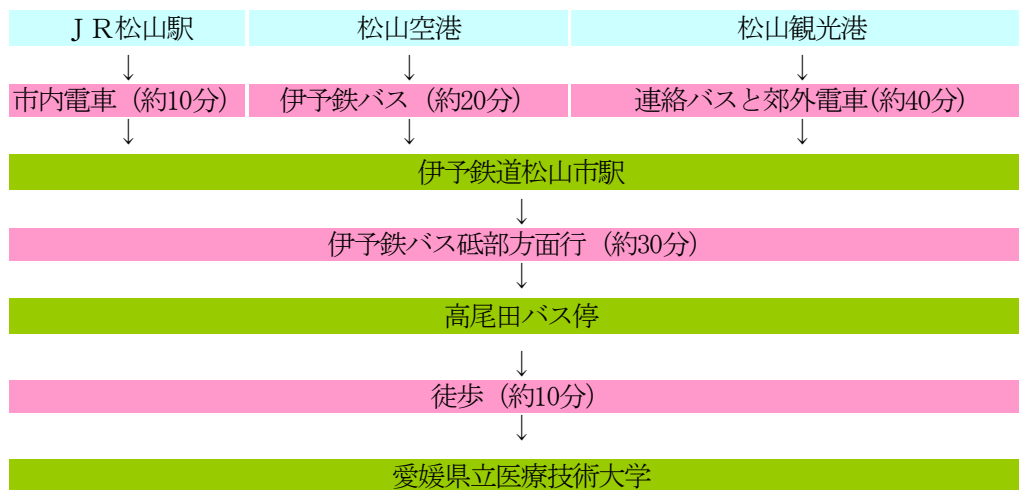 ＪＲ松山駅 松山空港 松山観光港
↓ ↓ ↓
市内電車（約10分） 伊予鉄バス（約20分） 連絡バスと郊外電車(約40分)
↓ ↓ ↓
伊予鉄道松山市駅
↓
伊予鉄バス砥部方面行（約30分）
↓
高尾田バス停
↓
徒歩（約10分）
↓
愛媛県立医療技術大学